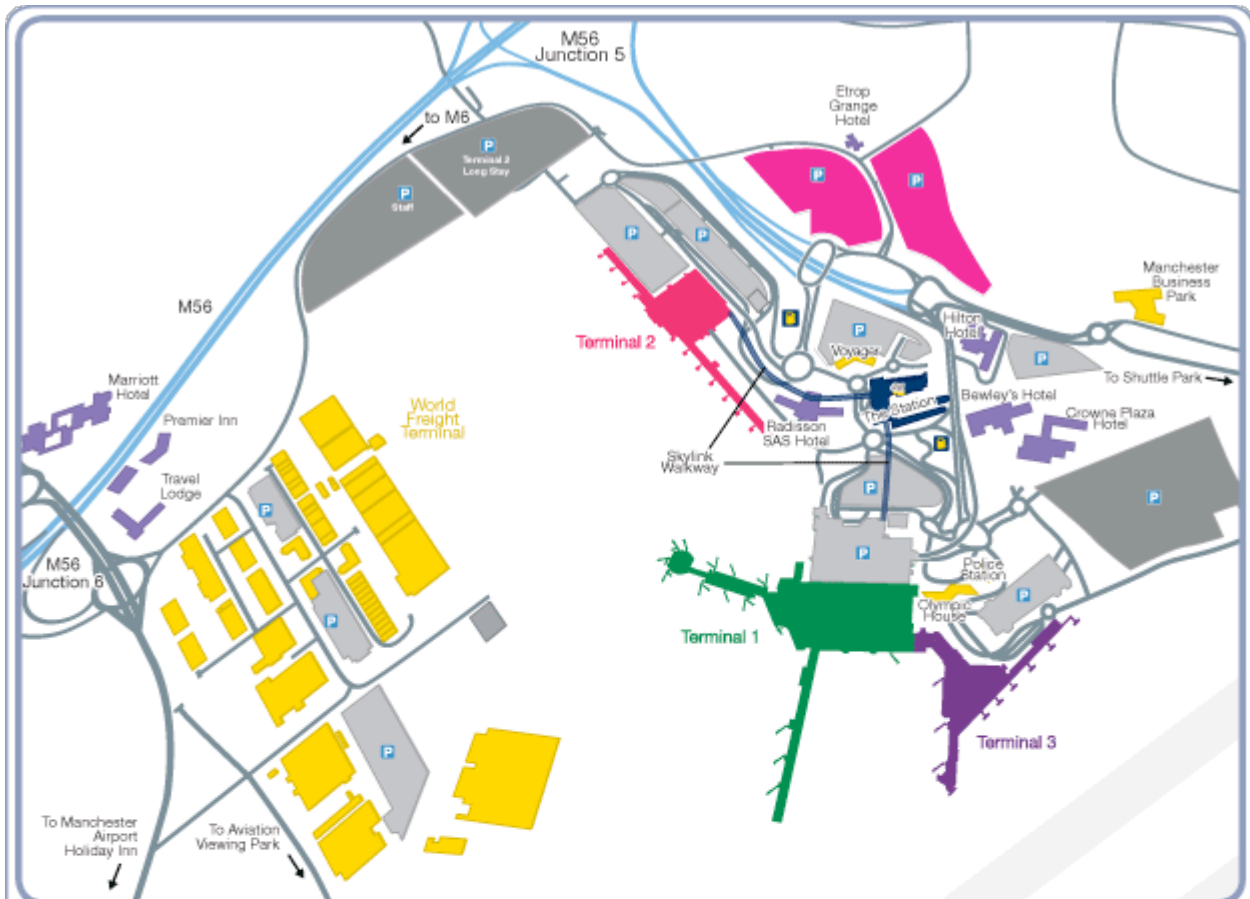 M56
Junction 5
Etrop
Grange
Hotel
to M6
P
Terminal 2
Long Stay
P
Staff
P
P
P
P
Manchester
Business
Park
M56
Terminal 2
P
Hilton
Hotel
Voyager
P
To Shuttle Park
Marriott
Hotel
Premier Inn
World
Freight
Terminal
The Station
Bewley's Hotel
Crowne Plaza
Hotel
Radisson
SAS Hotel
Skylink
Walkway
Travel
Lodge
P
P
P
M56
Junction 6
P
Police
Station
P
Olympic
House
P
Terminal 1
Terminal 3
P
To Manchester
Airport
Holiday Inn
To Aviation
Viewing Park